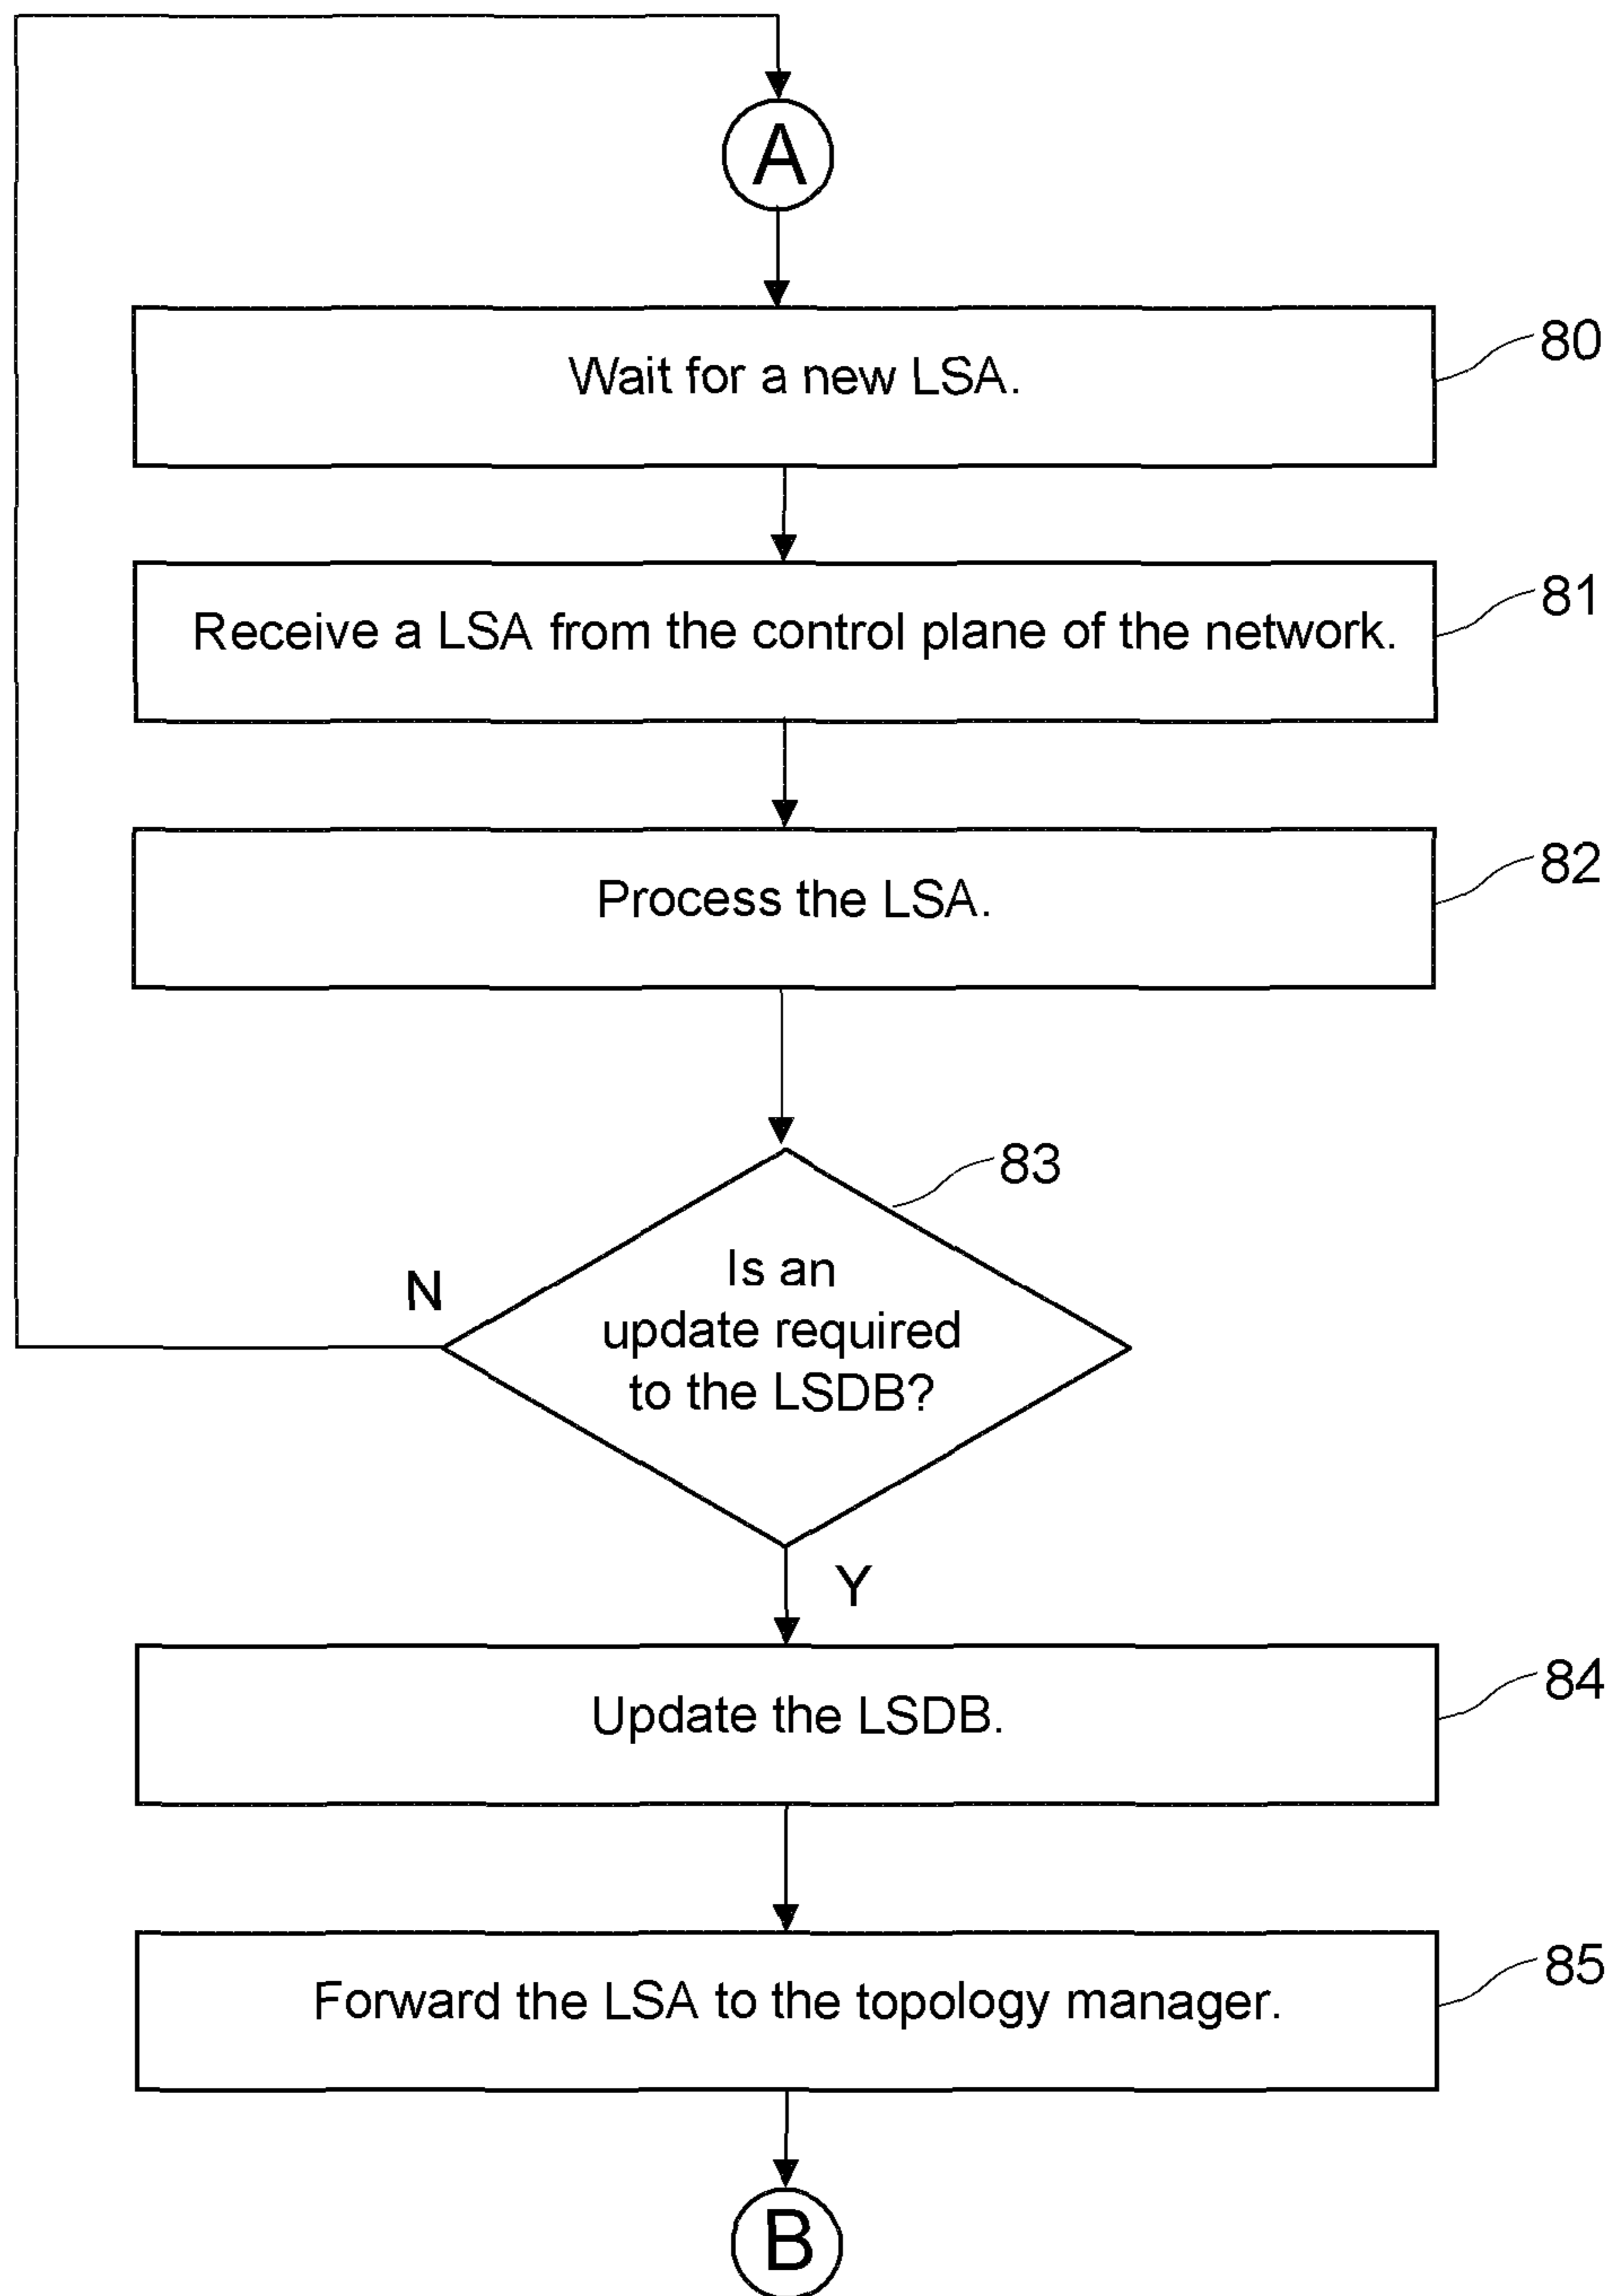 A
Wait for a new LSA.
80
Receive a LSA from the control plane of the network.
81
Process the LSA.
82
83
Is an
update required
to the LSDB?
N
Y
Update the LSDB.
84
Forward the LSA to the topology manager.
85
B